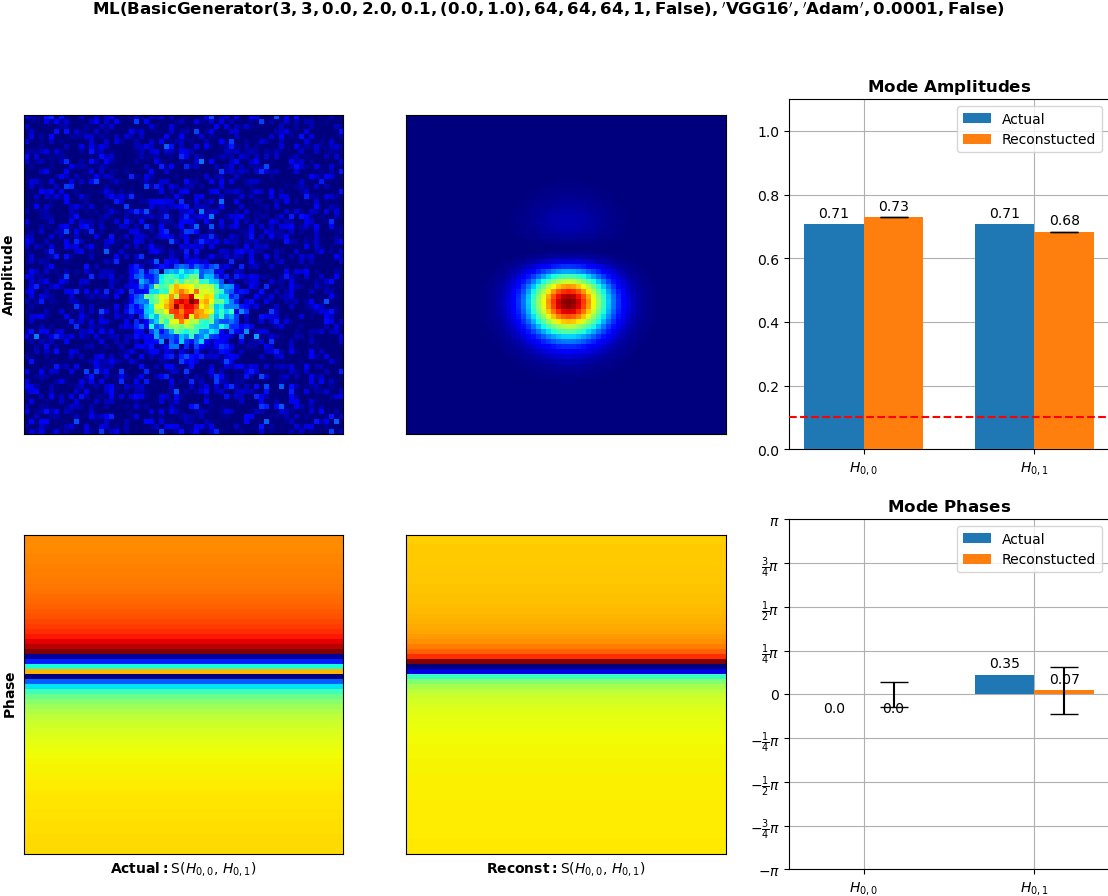 ML(BasicGenerator(3, 3, 0.0, 2.0, 0.1, (0.0, 1.0), 64, 64, 64, 1, False), ′VGG16′, ′Adam′, 0.0001, False)
Mode Amplitudes
Amplitude
Actual
Reconstucted
1.0
0.8
0.6
0.4
0.2
0.0
0.71
0.73
0.71
0.68
H0,0
H0,1
Mode Phases
Phase
Actual
Reconstucted
π
3/4π
1/2π
1/4π
0
−1/4π
−1/2π
−3/4π
−π
0.0
0.0
0.35
0.07
H0,0
H0,1
Actual: S(H0,0, H0,1)
Reconst: S(H0,0, H0,1)